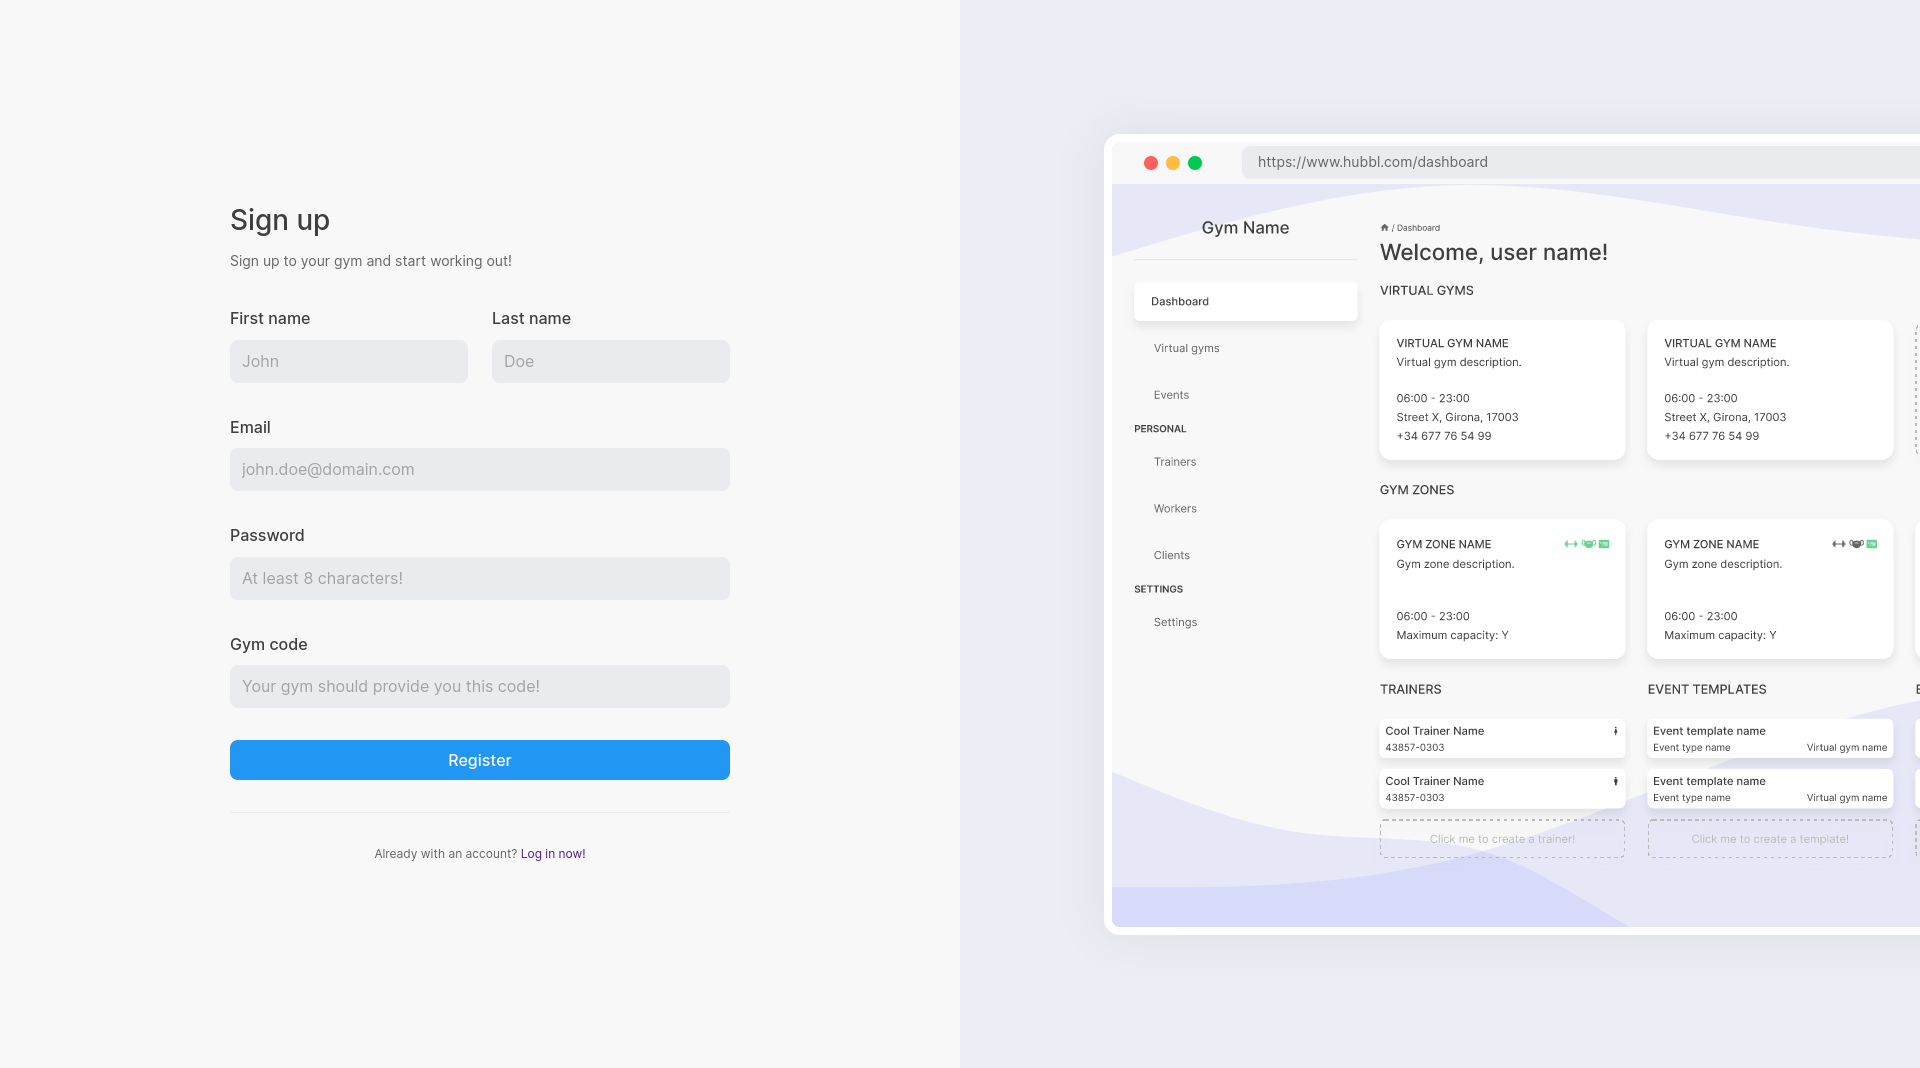 Sign up
Sign up to your gym and start working out!
First name
Last name
John
Doe
Email
john.doe@domain.com
Password
At least 8 characters!
Gym code
Your gym should provide you this code!
Register
Already with an account? Log in now!
https://www.hubbl.com/dashboard
Gym Name
Dashboard
Virtual gyms
Events
PERSONAL
Trainers
Workers
Clients
SETTINGS
Settings
/ Dashboard
Welcome, user name!
VIRTUAL GYMS
VIRTUAL GYM NAME
Virtual gym description.
06:00 - 23:00
Street X, Girona, 17003
+34 677 76 54 99
VIRTUAL GYM NAME
Virtual gym description.
06:00 - 23:00
Street X, Girona, 17003
+34 677 76 54 99
GYM ZONES
GYM ZONE NAME
Gym zone description.
06:00 - 23:00
Maximum capacity: Y
GYM ZONE NAME
Gym zone description.
06:00 - 23:00
Maximum capacity: Y
TRAINERS
Cool Trainer Name
43857-0303
Cool Trainer Name
43857-0303
Click me to create a trainer!
EVENT TEMPLATES
Event template name
Event type name Virtual gym name
Event template name
Event type name Virtual gym name
Click me to create a template!